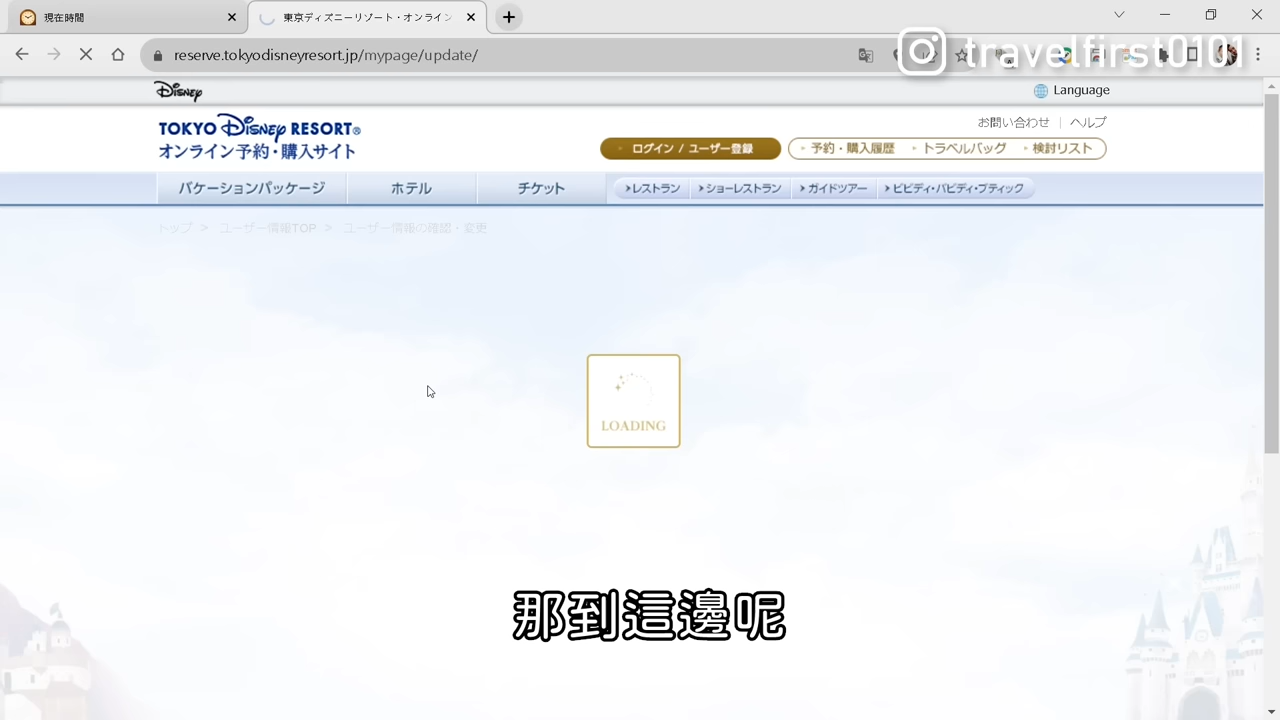 現在時間
東京ディズニーリゾート・オンライン
reserve.tokyodisneyresort.jp/mypage/update/
travelfirst0101
Disney
Language
TOKYO Disney RESORT®
オンライン予約・購入サイト
お問い合わせ ヘルプ
ログイン / ユーザー登録 予約・購入履歴 トラベルバッグ 検討リスト
バケーションパッケージ ホテル チケット レストラン ショーレストラン ガイドツアー ビビディ・バビディ・ブティック
トップ > ユーザー情報TOP > ユーザー情報の確認・変更
LOADING
那到這邊呢